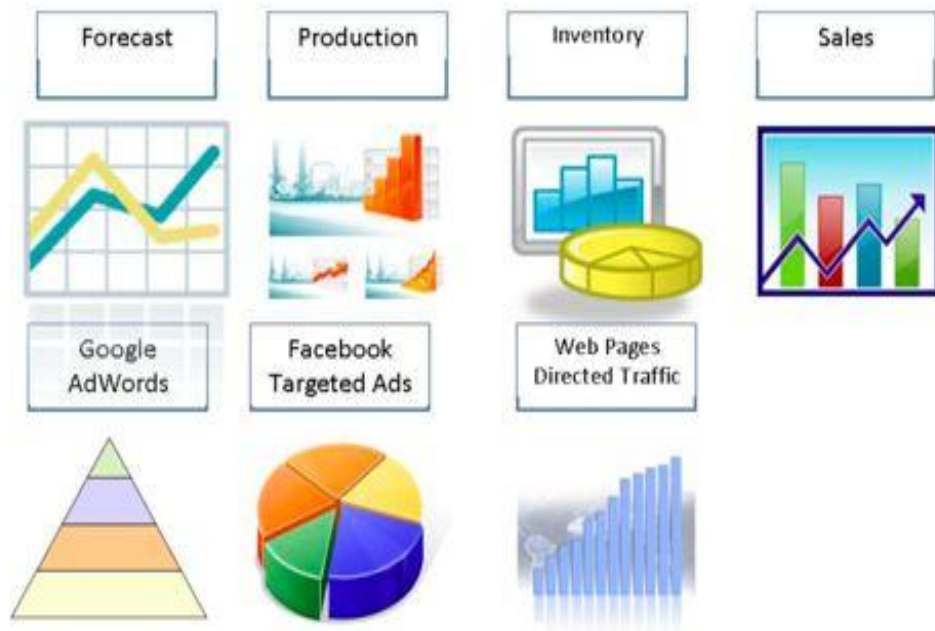 Forecast
Production
Inventory
Sales
Google
AdWords
Facebook
Targeted Ads
Web Pages
Directed Traffic